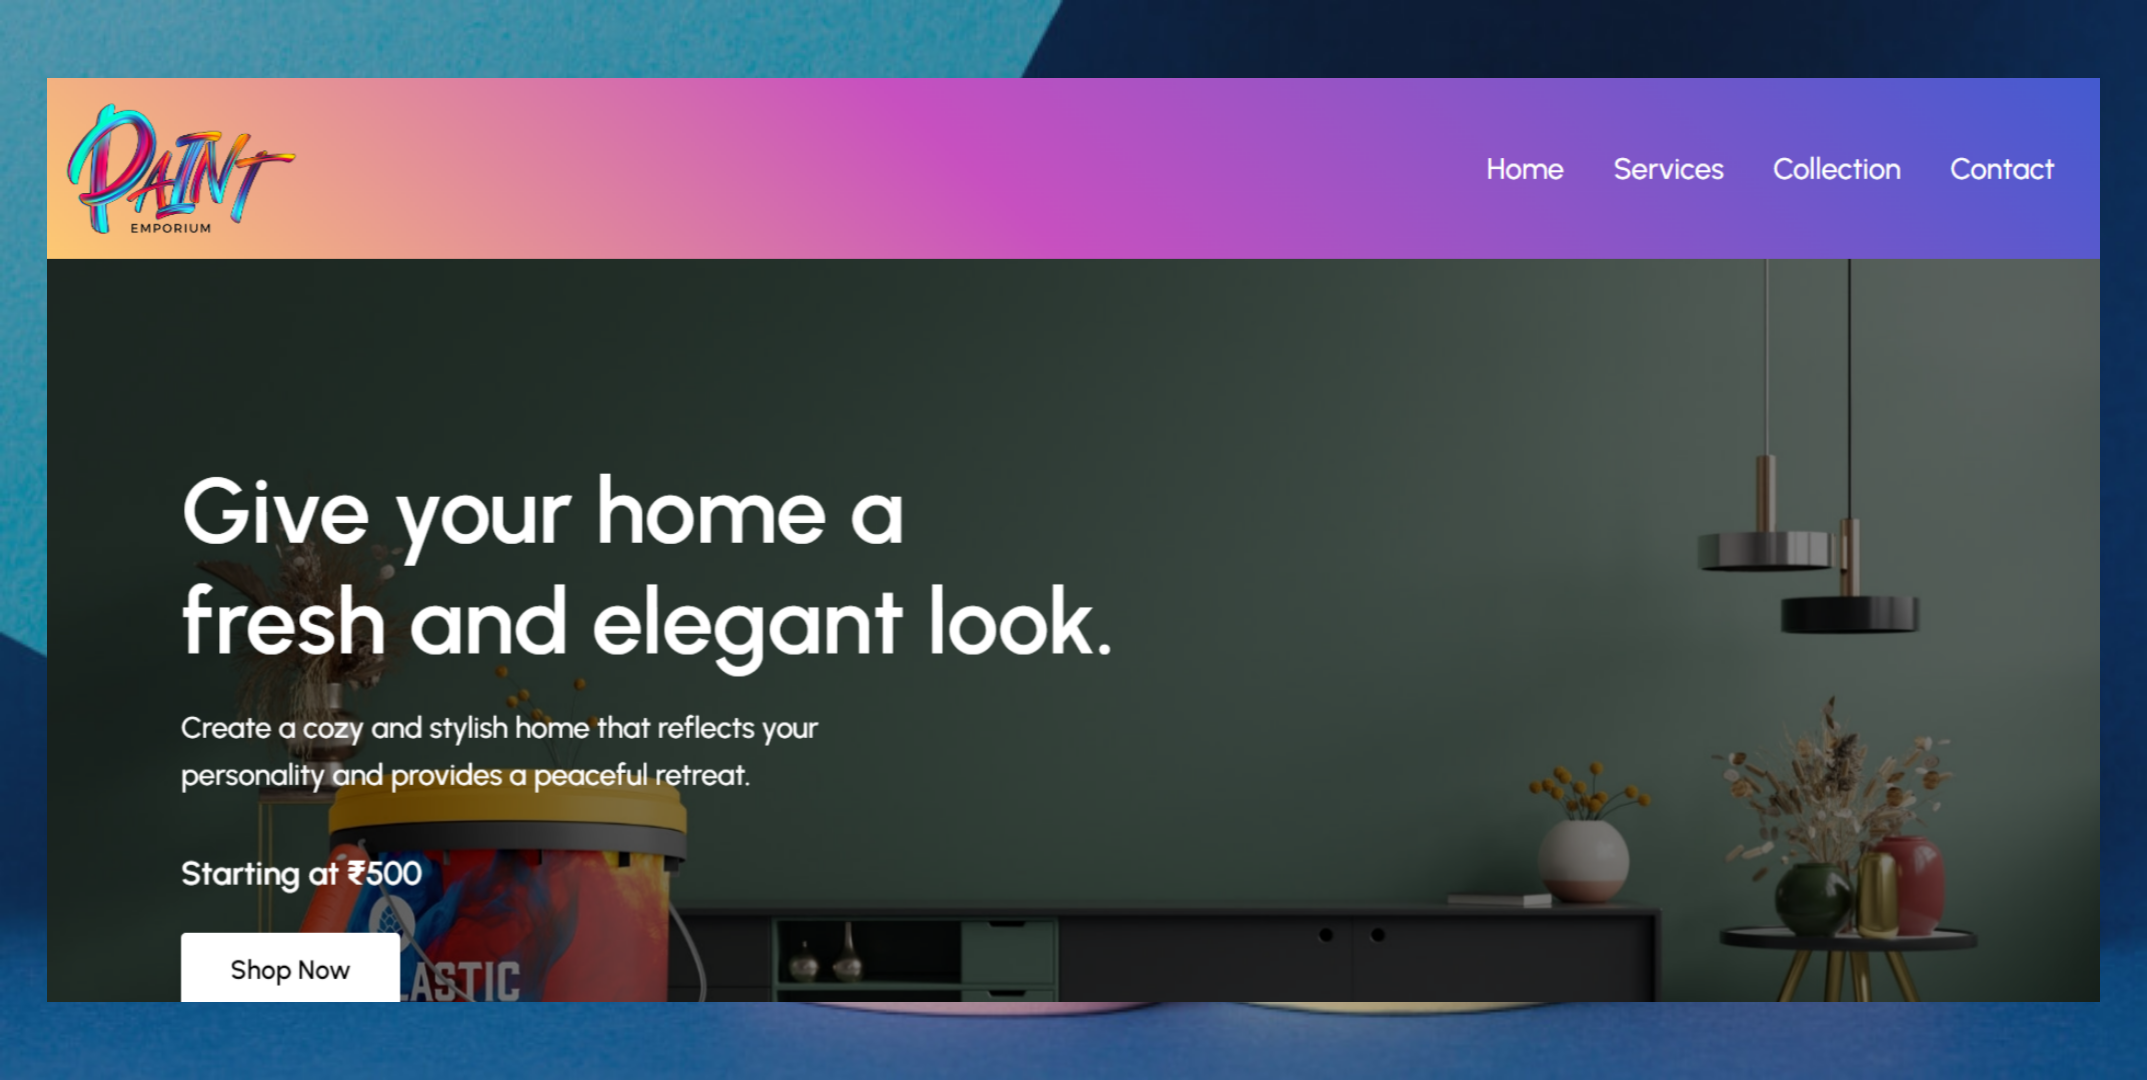 PAINT
EMPORIUM
Home Services Collection Contact
Give your home a
fresh and elegant look.
Create a cozy and stylish home that reflects your
personality and provides a peaceful retreat.
Starting at ₹500
Shop Now
LASTIC